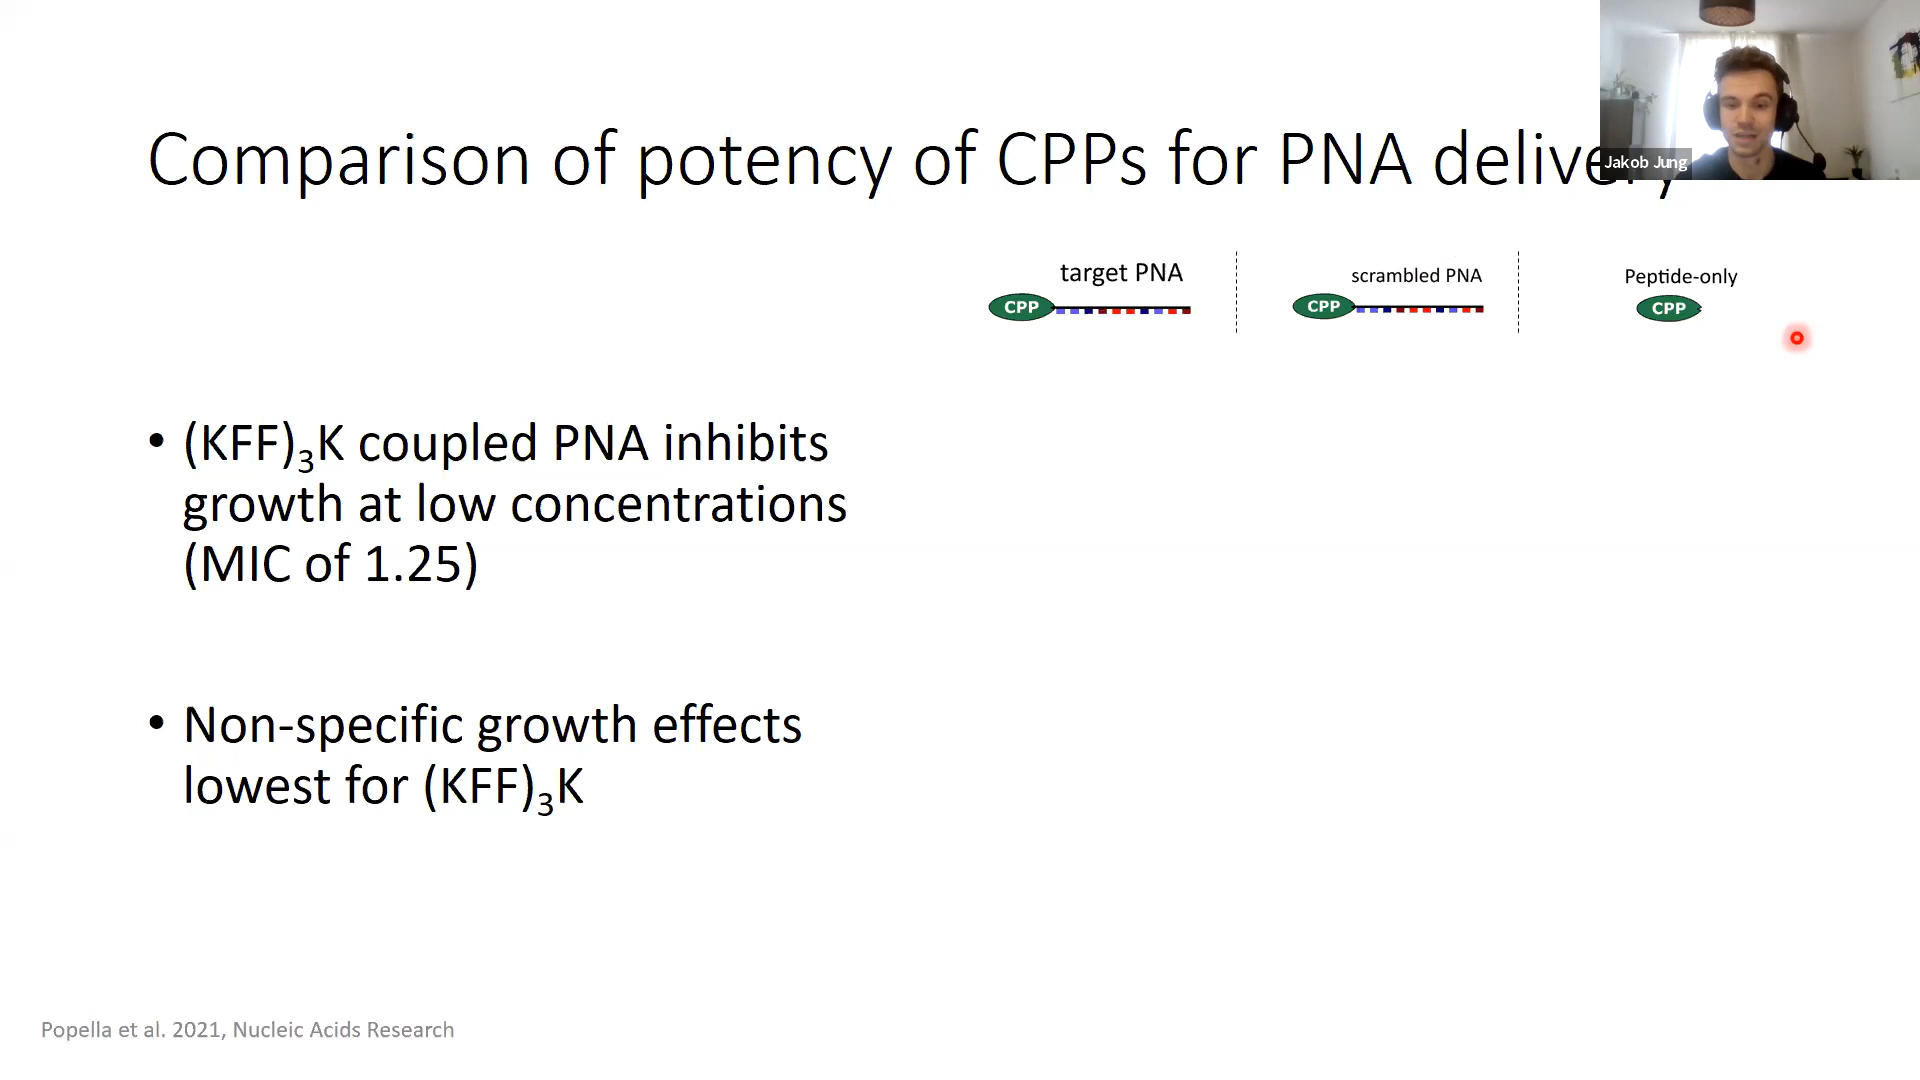 Comparison of potency of CPPs for PNA delivery
Jakob Jung
target PNA
CPP
scrambled PNA
CPP
Peptide-only
CPP
• (KFF)₃K coupled PNA inhibits
growth at low concentrations
(MIC of 1.25)
• Non-specific growth effects
lowest for (KFF)₃K
Popella et al. 2021, Nucleic Acids Research